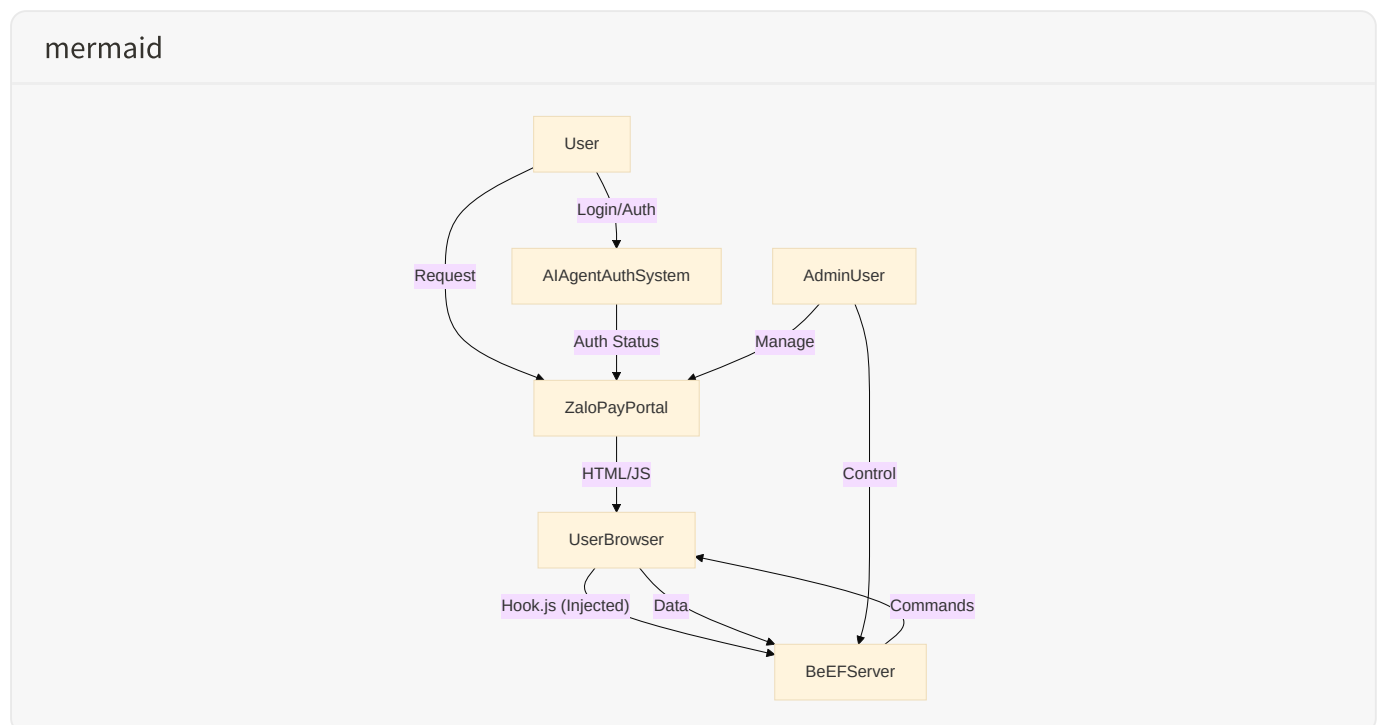 mermaid
User
Login/Auth
Request
AIAgentAuthSystem
AdminUser
Auth Status
Manage
ZaloPayPortal
HTML/JS
Control
UserBrowser
Hook.js (Injected)
Data
Commands
BeEFServer